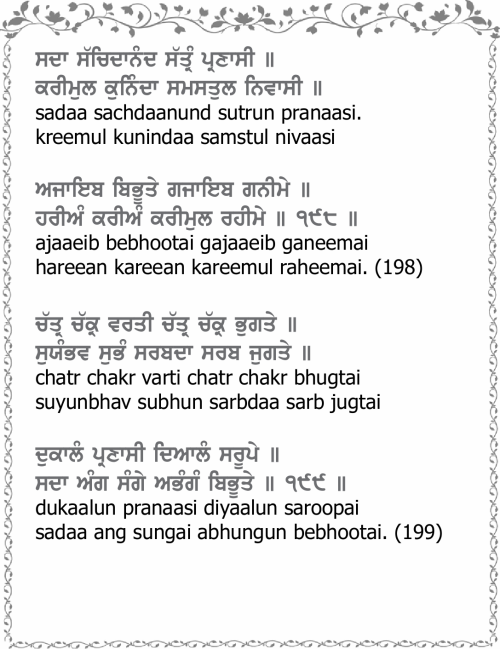 ਸਦਾ ਸੱਚਿਦਾਨੰਦ ਸੱਤ੍ਰੰ ਪ੍ਰਣਾਸੀ ॥
ਕਰੀਮੁਲ ਕੁਨਿੰਦਾ ਸਮਸਤੁਲ ਨਿਵਾਸੀ ॥
sadaa sachdaanund sutrun pranaasi.
kreemul kunindaa samstul nivaasi
ਅਜਾਇਬ ਬਿਭੂਤੇ ਗਜਾਇਬ ਗਨੀਮੇ ॥
ਹਰੀਅੰ ਕਰੀਅੰ ਕਰੀਮੁਲ ਰਹੀਮੇ ॥ ੧੯੮ ॥
ajaaeib bebhootai gajaaeib ganeemai
hareean kareean kareemul raheemai. (198)
ਚੱਤ੍ਰ ਚੱਕ੍ਰ ਵਰਤੀ ਚੱਤ੍ਰ ਚੱਕ੍ਰ ਭੁਗਤੇ ॥
ਸੁਯੰਭਵ ਸੁਭੰ ਸਰਬਦਾ ਸਰਬ ਜੁਗਤੇ ॥
chatr chakr varti chatr chakr bhugtai
suyunbhav subhun sarbdaa sarb jugtai
ਦੁਕਾਲੰ ਪ੍ਰਣਾਸੀ ਦਿਆਲੰ ਸਰੂਪੇ ॥
ਸਦਾ ਅੰਗ ਸੰਗੇ ਅਭੰਗੰ ਬਿਭੂਤੇ ॥ ੧੯੯ ॥
dukaalun pranaasi diyaalun saroopai
sadaa ang sungai abhungun bebhootai. (199)